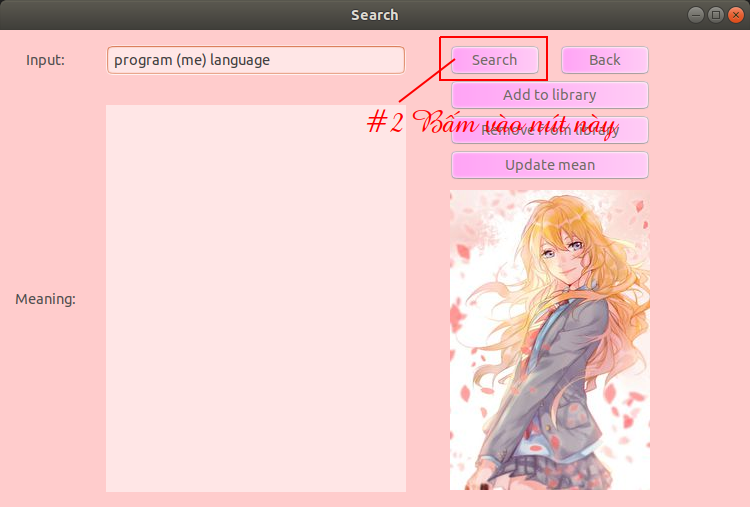 Search
Input:
program (me) language
Search
Back
Add to library
#2 Bấm vào nút này
Remove from library
Update mean
Meaning: